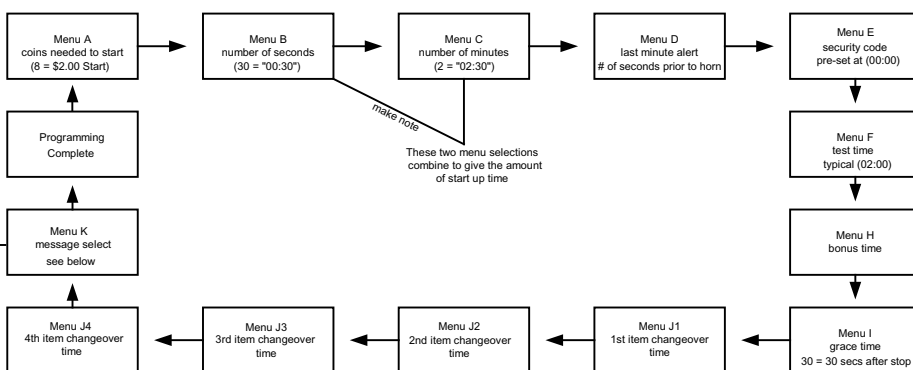 Menu A
coins needed to start
(8 = $2.00 Start)
Menu B
number of seconds
(30 = "00:30")
Menu C
number of minutes
(2 = "02:30")
Menu D
last minute alert
# of seconds prior to horn
Menu E
security code
pre-set at (00:00)
make note
These two menu selections
combine to give the amount
of start up time
Menu F
test time
typical (02:00)
Menu H
bonus time
Menu I
grace time
30 = 30 secs after stop
Menu J1
1st item changeover
time
Menu J2
2nd item changeover
time
Menu J3
3rd item changeover
time
Menu J4
4th item changeover
time
Menu K
message select
see below
Programming
Complete